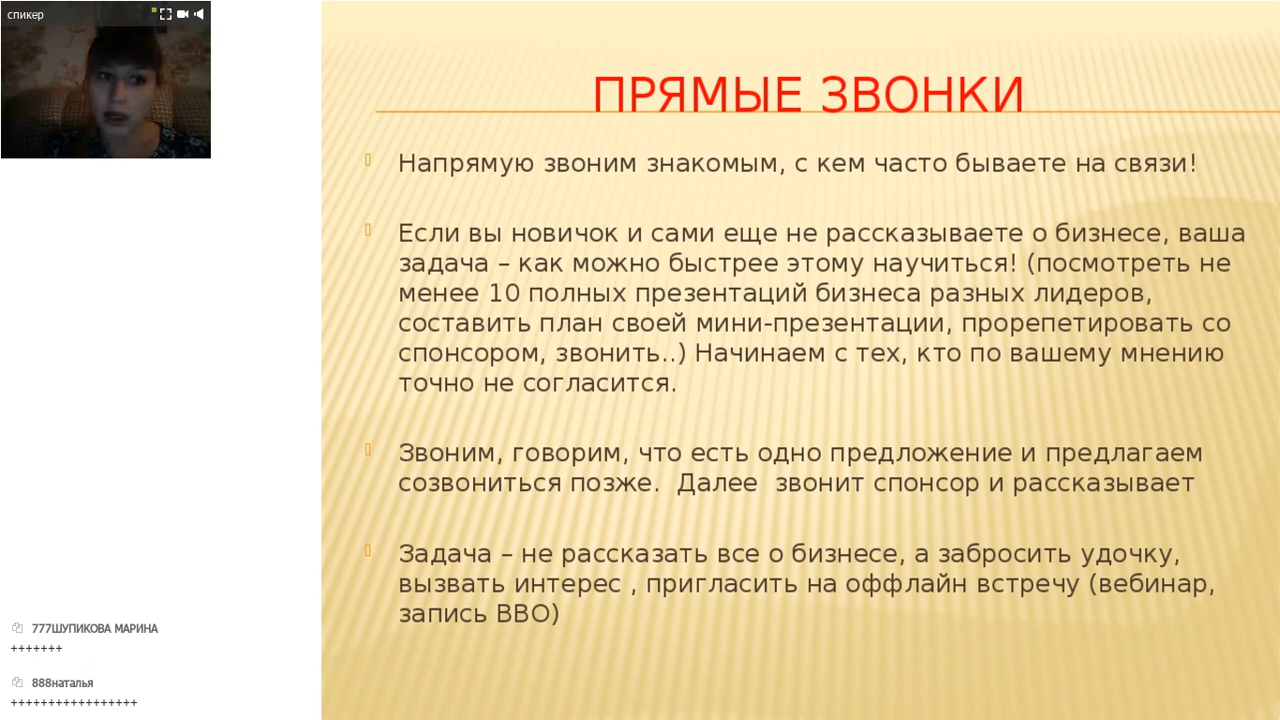 спикер
ПРЯМЫЕ ЗВОНКИ
Напрямую звоним знакомым, с кем часто бываете на связи!
Если вы новичок и сами еще не рассказываете о бизнесе, ваша
задача – как можно быстрее этому научиться! (посмотреть не
менее 10 полных презентаций бизнеса разных лидеров,
составить план своей мини-презентации, прорепетировать со
спонсором, звонить..) Начинаем с тех, кто по вашему мнению
точно не согласится.
Звоним, говорим, что есть одно предложение и предлагаем
созвониться позже.  Далее  звонит спонсор и рассказывает
Задача – не рассказать все о бизнесе, а забросить удочку,
вызвать интерес , пригласить на оффлайн встречу (вебинар,
запись ВВО)
777ШУПИКОВА МАРИНА
+++++++
888наталья
+++++++++++++++++